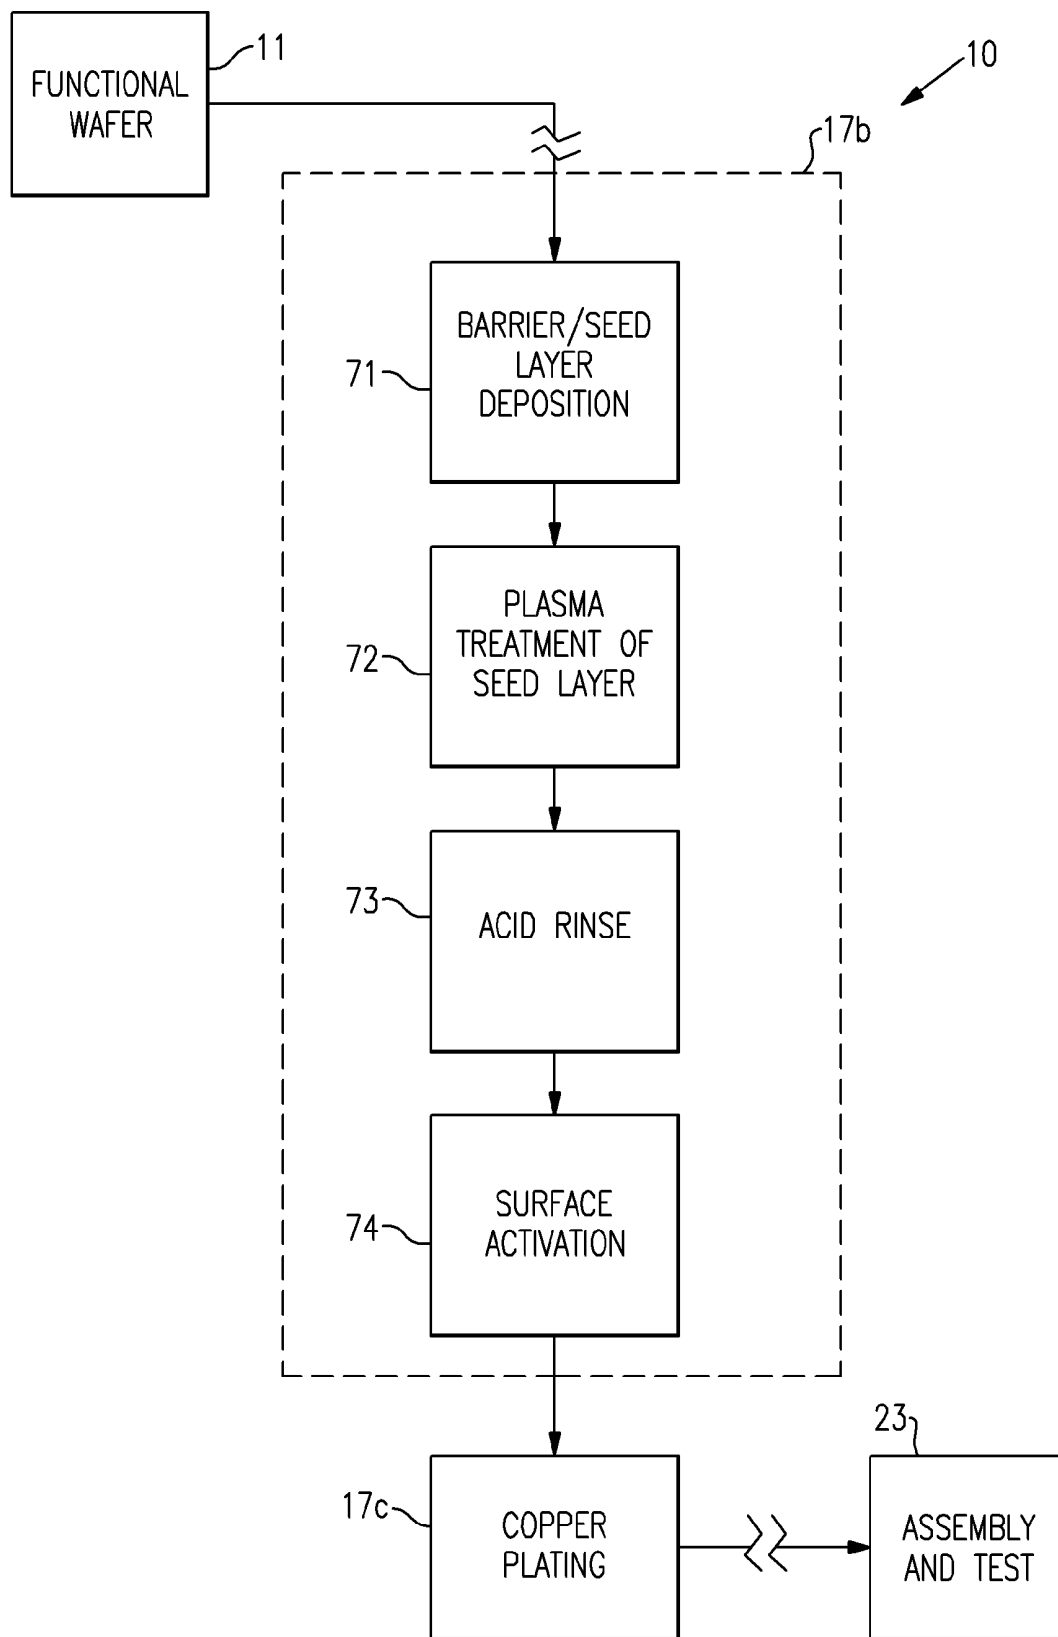 11
FUNCTIONAL
WAFER
10
17b
BARRIER/SEED
LAYER
DEPOSITION
71
PLASMA
TREATMENT OF
SEED LAYER
72
73
ACID RINSE
SURFACE
ACTIVATION
74
23
17c
COPPER
PLATING
ASSEMBLY
AND TEST